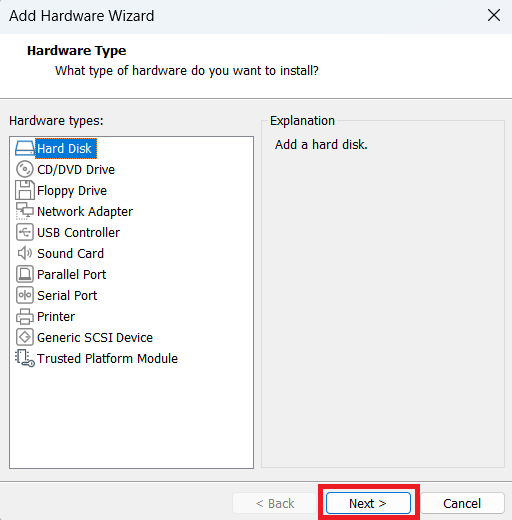 Add Hardware Wizard
Hardware Type
What type of hardware do you want to install?
Hardware types:
Hard Disk
CD/DVD Drive
Floppy Drive
Network Adapter
USB Controller
Sound Card
Parallel Port
Serial Port
Printer
Generic SCSI Device
Trusted Platform Module
Explanation
Add a hard disk.
< Back
Next >
Cancel